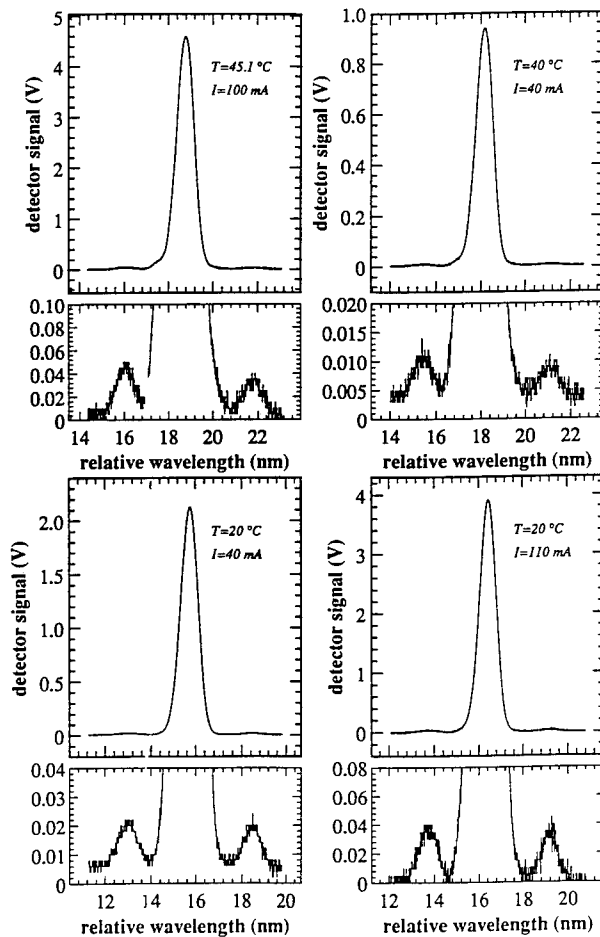 5
4
3
2
1
0
detector signal (V)
T=45.1 °C
I=100 mA
0.10
0.08
0.06
0.04
0.02
0
16 18 20 22
relative wavelength (nm)
1.0
0.8
0.6
0.4
0.2
0.0
detector signal (V)
T=40 °C
I=40 mA
0.020
0.015
0.010
0.005
0
14 16 18 20 22
relative wavelength (nm)
2.0
1.5
1.0
0.5
0.0
detector signal (V)
T=20 °C
I=40 mA
0.04
0.03
0.02
0.01
0
12 14 16 18 20
relative wavelength (nm)
4
3
2
1
0
detector signal (V)
T=20 °C
I=110 mA
0.08
0.06
0.04
0.02
0
12 14 16 18 20
relative wavelength (nm)